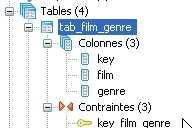 Tables (4)
tab_film_genre
Colonnes (3)
key
film
genre
Contraintes (3)
key_film_genre